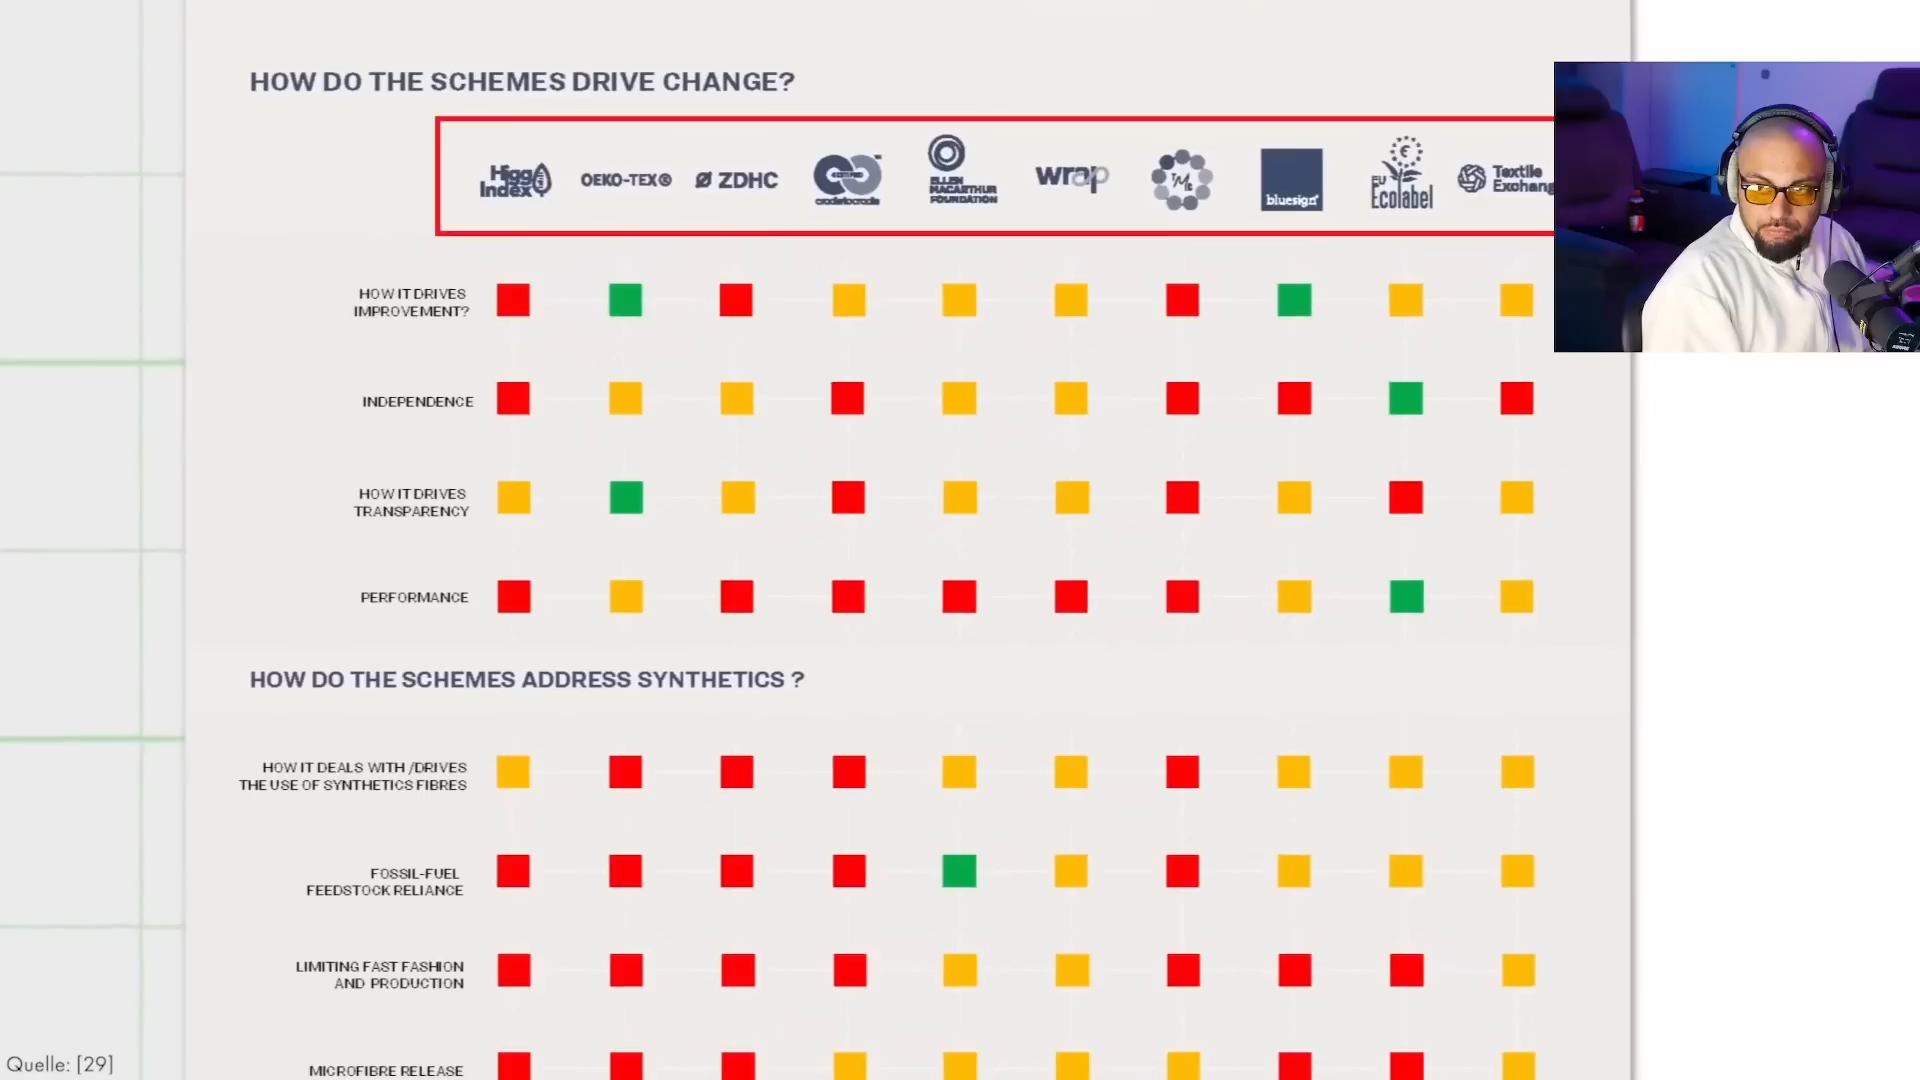 HOW DO THE SCHEMES DRIVE CHANGE?
Higg
Index
OEKO-TEX®
ZDHC
CERTIFIED
cradletocradle
ELLEN
MACARTHUR
FOUNDATION
wrap
bluesign®
EU
Ecolabel
Textile
Exchang
HOW IT DRIVES
IMPROVEMENT?
INDEPENDENCE
HOW IT DRIVES
TRANSPARENCY
PERFORMANCE
HOW DO THE SCHEMES ADDRESS SYNTHETICS ?
HOW IT DEALS WITH /DRIVES
THE USE OF SYNTHETICS FIBRES
FOSSIL-FUEL
FEEDSTOCK RELIANCE
LIMITING FAST FASHION
AND PRODUCTION
MICROFIBRE RELEASE
Quelle: [29]